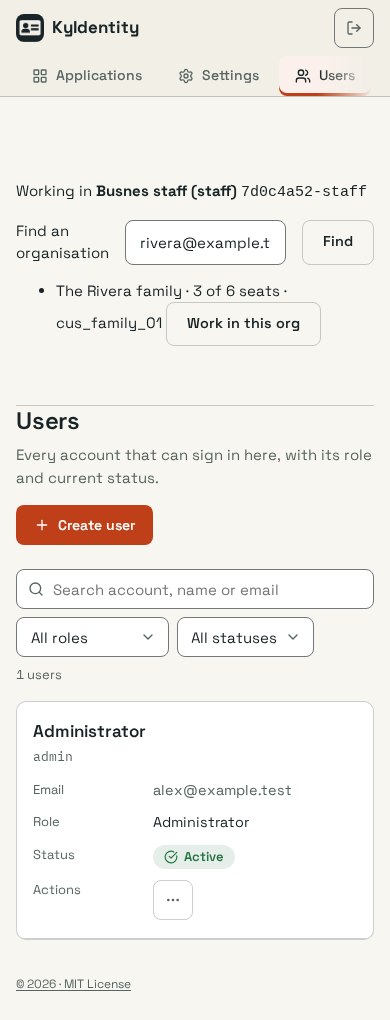 Kyldentity
Applications
Settings
Users
Working in Busnes staff (staff) 7d0c4a52-staff
Find an
organisation
rivera@example.t
Find
The Rivera family · 3 of 6 seats ·
cus_family_01
Work in this org
Users
Every account that can sign in here, with its role
and current status.
Create user
Search account, name or email
All roles
All statuses
1 users
Administrator
admin
Email
alex@example.test
Role
Administrator
Status
Active
Actions
© 2026 · MIT License